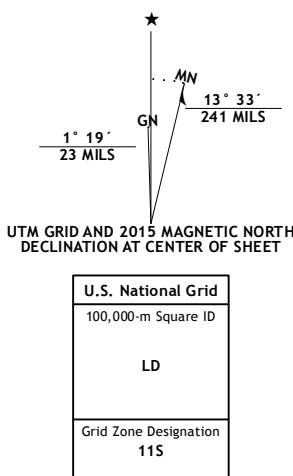 ★
MN
GN
13° 33´
241 MILS
1° 19´
23 MILS
UTM GRID AND 2015 MAGNETIC NORTH
DECLINATION AT CENTER OF SHEET
U.S. National Grid
100,000-m Square ID
LD
Grid Zone Designation
11S